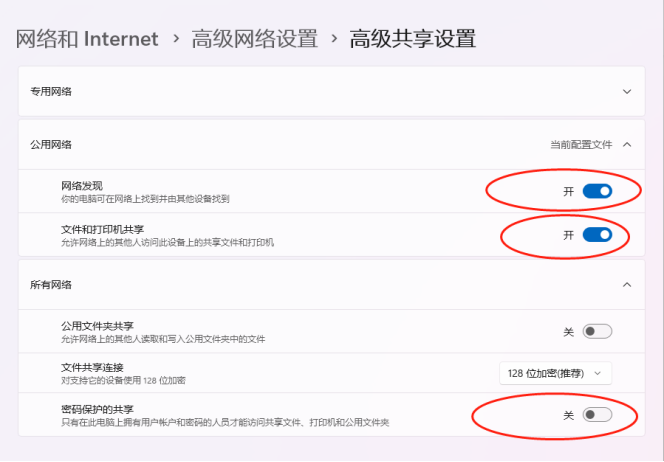 网络和 Internet › 高级网络设置 › 高级共享设置
专用网络
公用网络 当前配置文件
网络发现
你的电脑可在网络上找到并由其他设备找到
开
文件和打印机共享
允许网络上的其他人访问此设备上的共享文件和打印机
开
所有网络
公用文件夹共享
允许网络上的其他人读取和写入公用文件夹中的文件
关
文件共享连接
对支持它的设备使用 128 位加密
128 位加密(推荐)
密码保护的共享
只有在此电脑上拥有用户帐户和密码的人员才能访问共享文件、打印机和公用文件夹
关